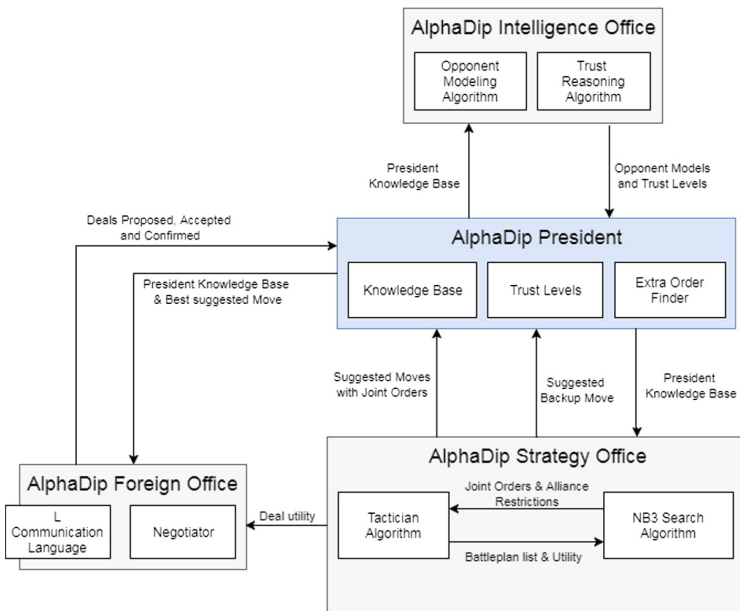 AlphaDip Intelligence Office
Opponent
Modeling
Algorithm
Trust
Reasoning
Algorithm
President
Knowledge Base
Opponent Models
and Trust Levels
Deals Proposed, Accepted
and Confirmed
AlphaDip President
Knowledge Base
Trust Levels
Extra Order
Finder
President Knowledge Base
& Best suggested Move
Suggested Moves
with Joint Orders
Suggested
Backup Move
President
Knowledge Base
AlphaDip Foreign Office
L
Communication
Language
Negotiator
Deal utility
AlphaDip Strategy Office
Tactician
Algorithm
Joint Orders & Alliance
Restrictions
Battleplan list & Utility
NB3 Search
Algorithm